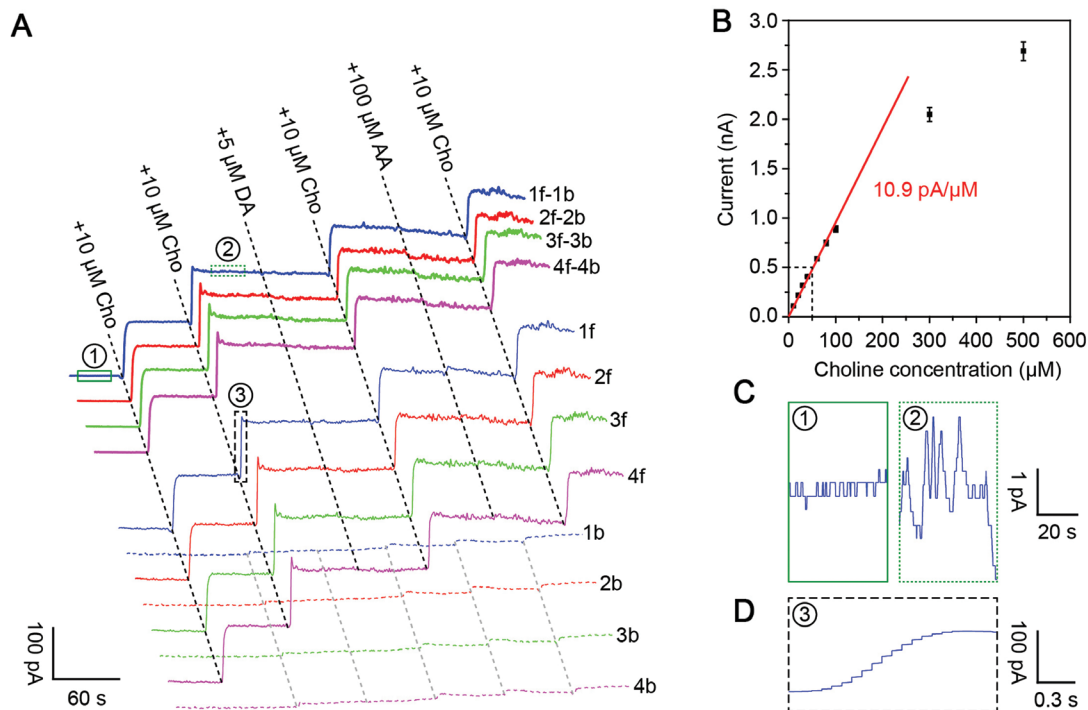 A
+10 µM Cho
+10 µM Cho
+5 µM DA
+10 µM Cho
+100 µM AA
+10 µM Cho
①
②
③
1f-1b
2f-2b
3f-3b
4f-4b
1f
2f
3f
4f
1b
2b
3b
4b
100 pA
60 s
B
Current (nA)
3.0
2.5
2.0
1.5
1.0
0.5
0.0
10.9 pA/µM
0 100 200 300 400 500 600
Choline concentration (µM)
C
①
②
1 pA
20 s
D
③
100 pA
0.3 s